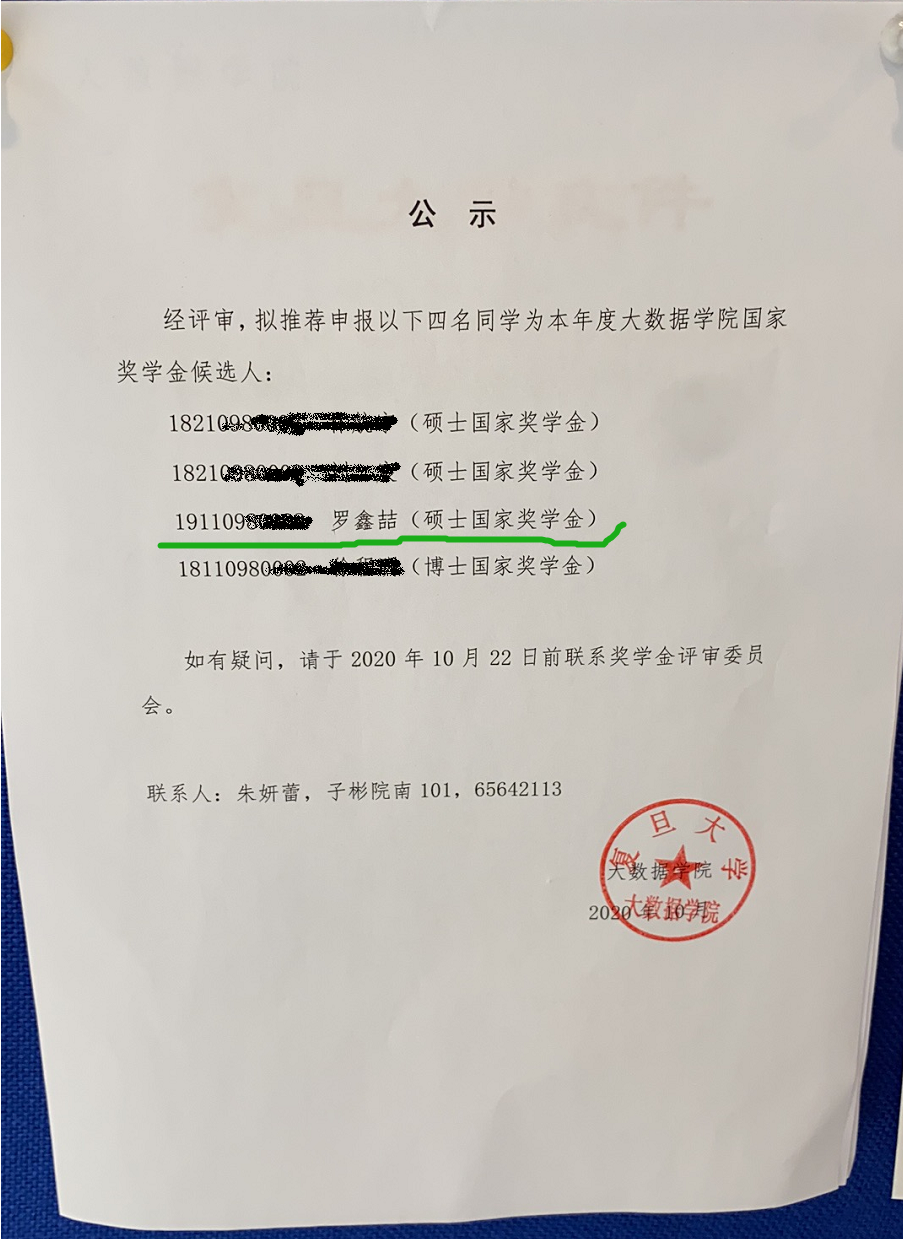 公 示
经评审，拟推荐申报以下四名同学为本年度大数据学院国家
奖学金候选人：
18210980（硕士国家奖学金）
18210980（硕士国家奖学金）
1911098 罗鑫喆（硕士国家奖学金）
18110980（博士国家奖学金）
如有疑问，请于 2020 年 10 月 22 日前联系奖学金评审委员
会。
联系人：朱妍蕾，子彬院南 101，65642113
复旦大学
大数据学院
大数据学院
2020 年 10 月